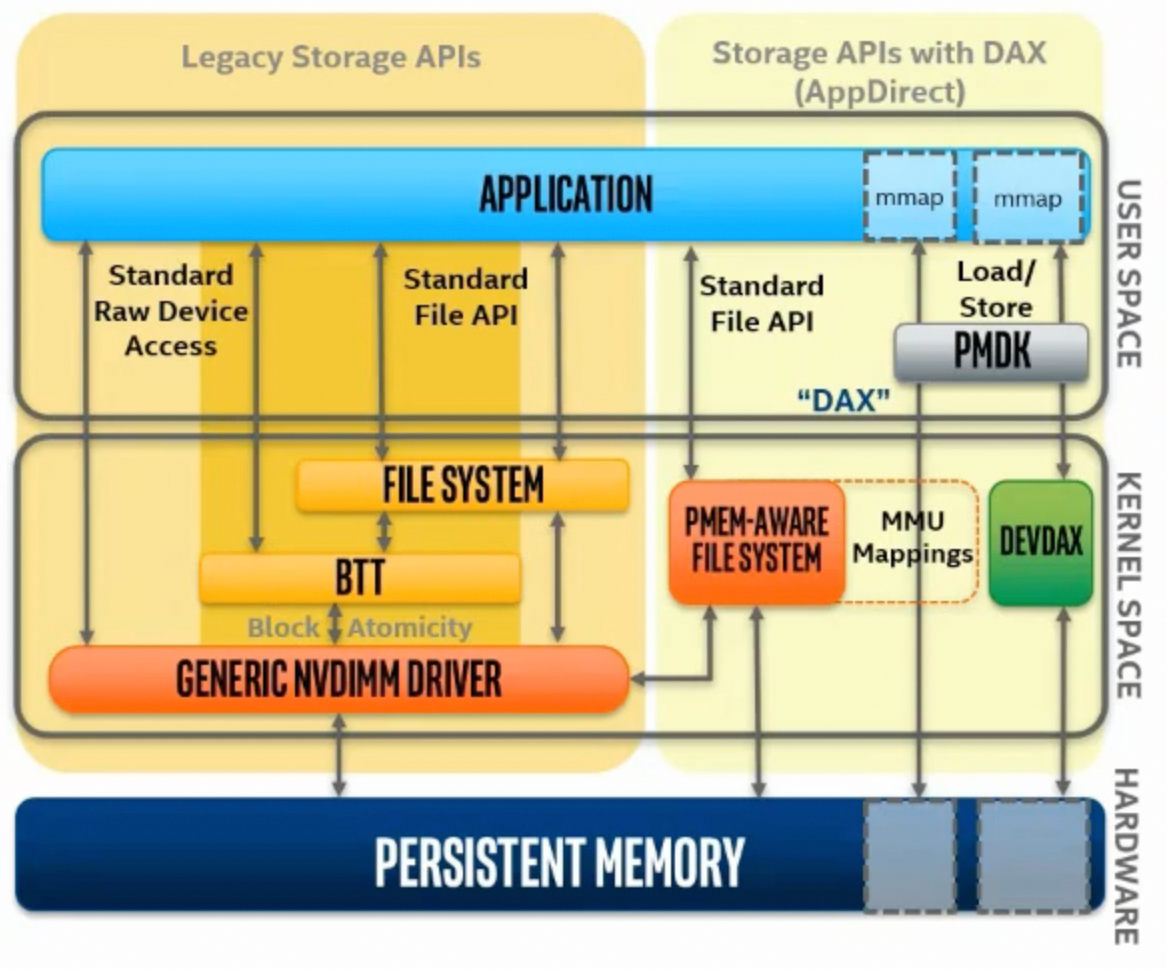 Legacy Storage APIs
Storage APIs with DAX
(AppDirect)
APPLICATION
mmap
mmap
Standard
Raw Device
Access
Standard
File API
Standard
File API
Load/
Store
PMDK
“DAX”
USER SPACE
FILE SYSTEM
BTT
Block Atomicity
GENERIC NVDIMM DRIVER
PMEM-AWARE
FILE SYSTEM
MMU
Mappings
DEVDAX
KERNEL SPACE
PERSISTENT MEMORY
HARDWARE